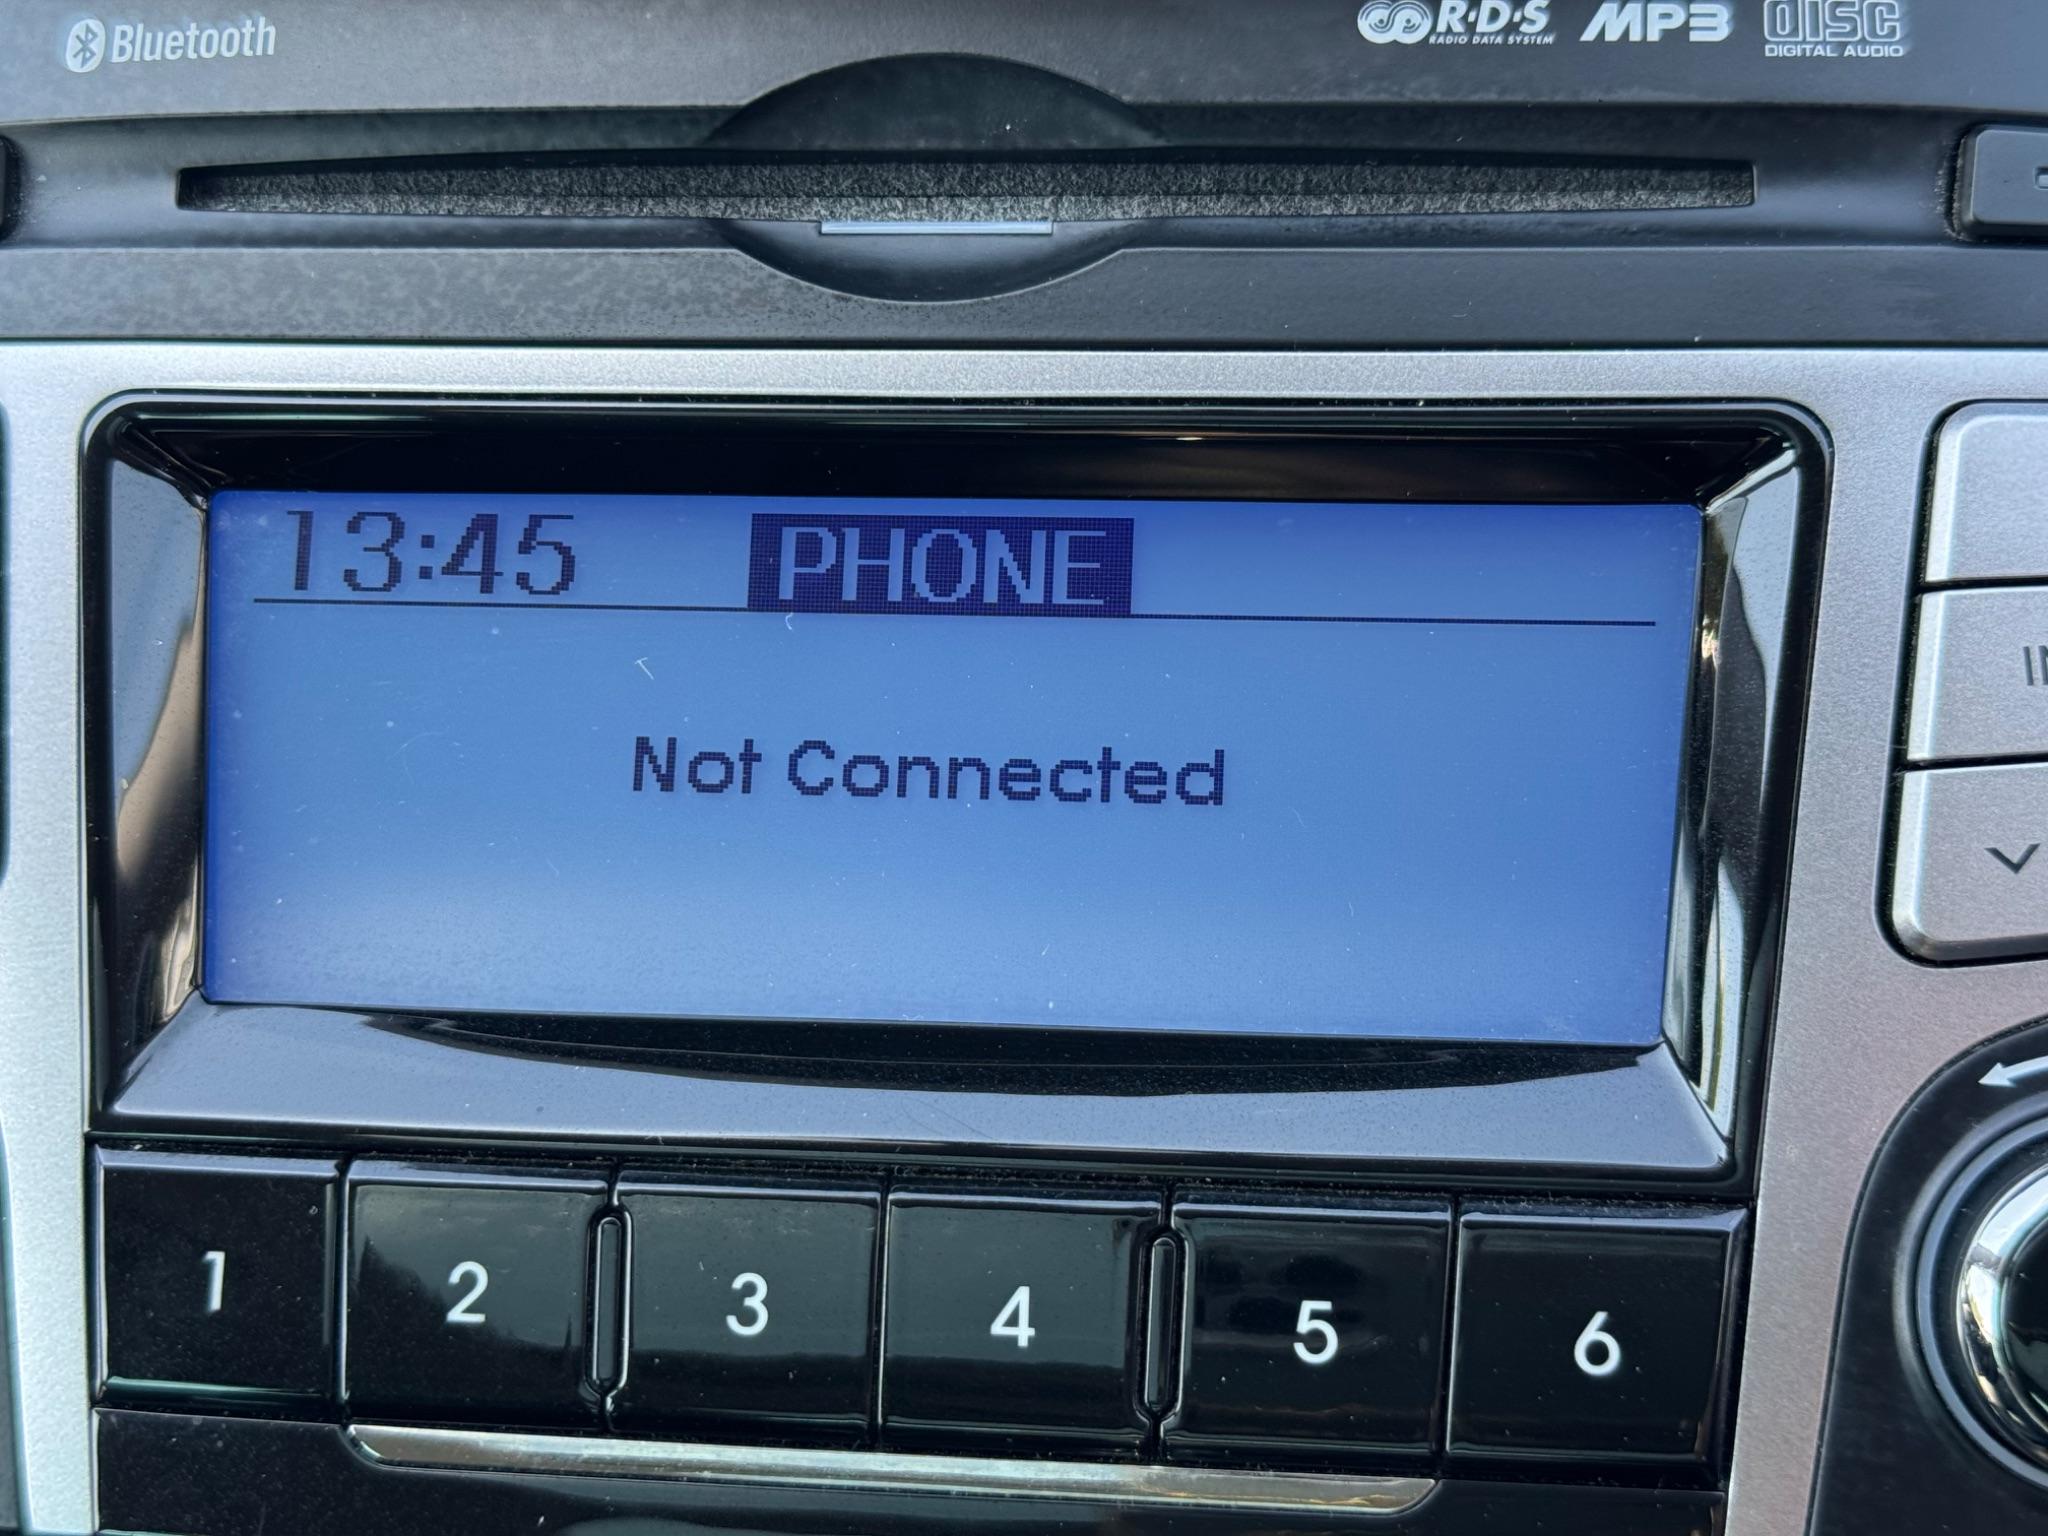 Bluetooth
R·D·S
RADIO DATA SYSTEM
MP3
disc
DIGITAL AUDIO
13:45 PHONE
Not Connected
1 2 3 4 5 6